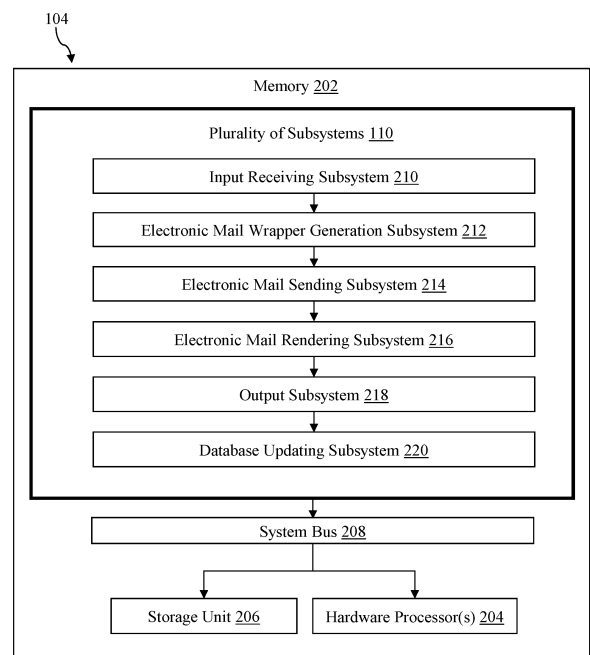 104
Memory 202
Plurality of Subsystems 110
Input Receiving Subsystem 210
Electronic Mail Wrapper Generation Subsystem 212
Electronic Mail Sending Subsystem 214
Electronic Mail Rendering Subsystem 216
Output Subsystem 218
Database Updating Subsystem 220
System Bus 208
Storage Unit 206
Hardware Processor(s) 204